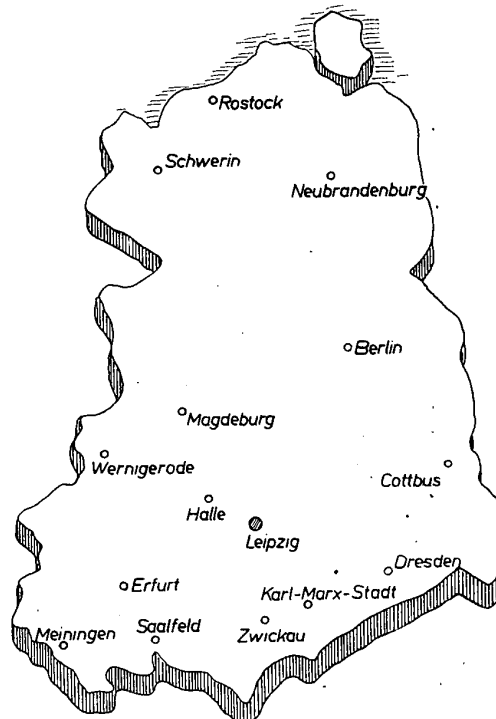 Rostock
Schwerin
Neubrandenburg
Berlin
Magdeburg
Wernigerode
Cottbus
Halle
Leipzig
Dresden
Erfurt
Karl-Marx-Stadt
Saalfeld
Zwickau
Meiningen